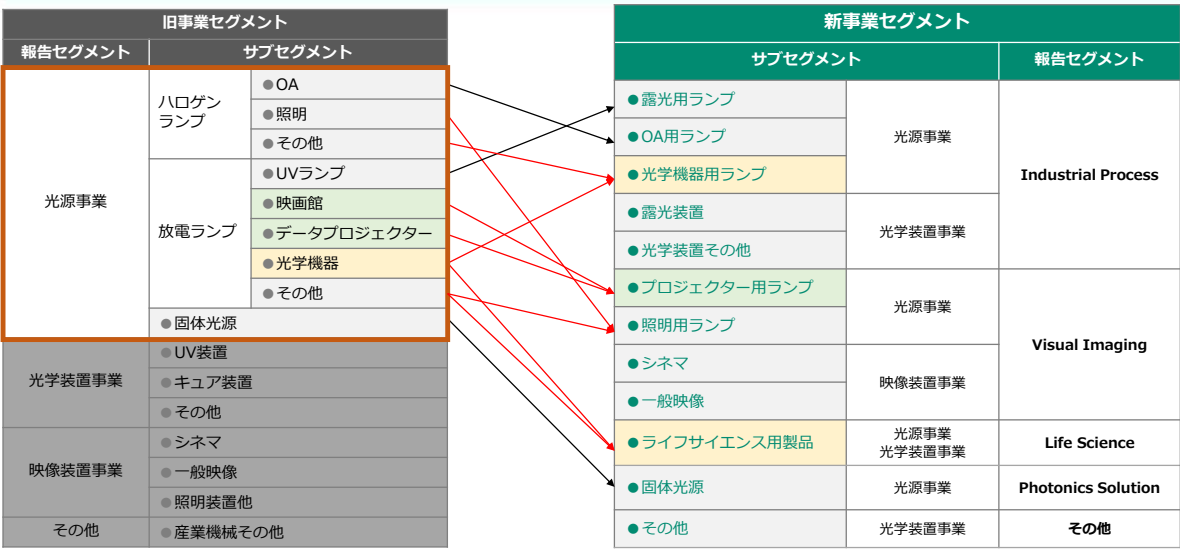 旧事業セグメント
報告セグメント サブセグメント
光源事業
ハロゲン
ランプ
●OA
●照明
●その他
放電ランプ
●UVランプ
●映画館
●データプロジェクター
●光学機器
●その他
●固体光源
光学装置事業
●UV装置
●キュア装置
●その他
映像装置事業
●シネマ
●一般映像
●照明装置他
その他
●産業機械その他
新事業セグメント
サブセグメント 報告セグメント
●露光用ランプ
●OA用ランプ
●光学機器用ランプ
光源事業
●露光装置
●光学装置その他
光学装置事業
Industrial Process
●プロジェクター用ランプ
●照明用ランプ
光源事業
●シネマ
●一般映像
映像装置事業
Visual Imaging
●ライフサイエンス用製品
光源事業
光学装置事業
Life Science
●固体光源
光源事業
Photonics Solution
●その他
光学装置事業
その他